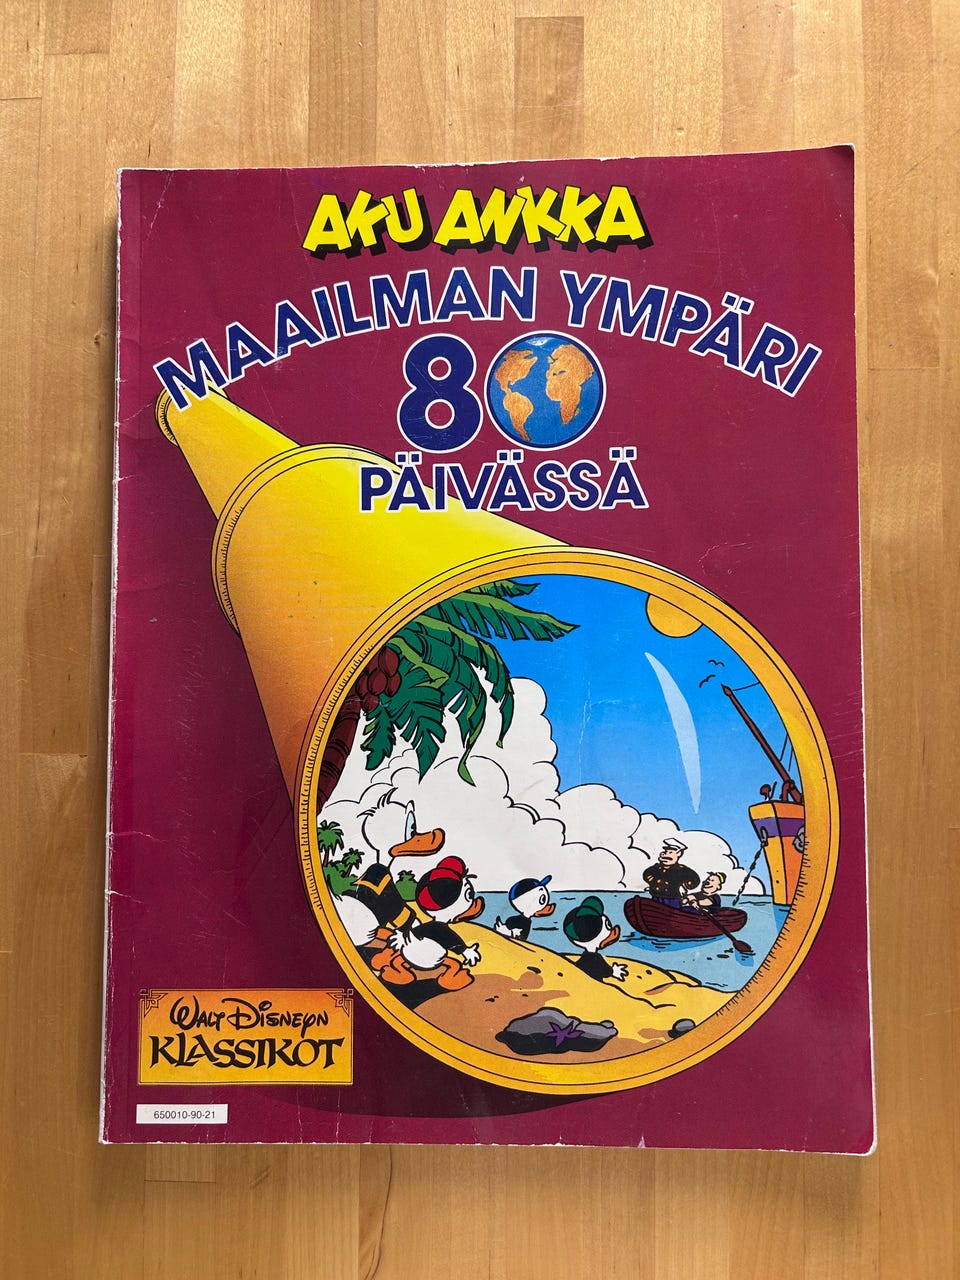 AKU ANKKA
MAAILMAN YMPÄRI
80
PÄIVÄSSÄ
WALT DISNEYN
KLASSIKOT
650010-90-21